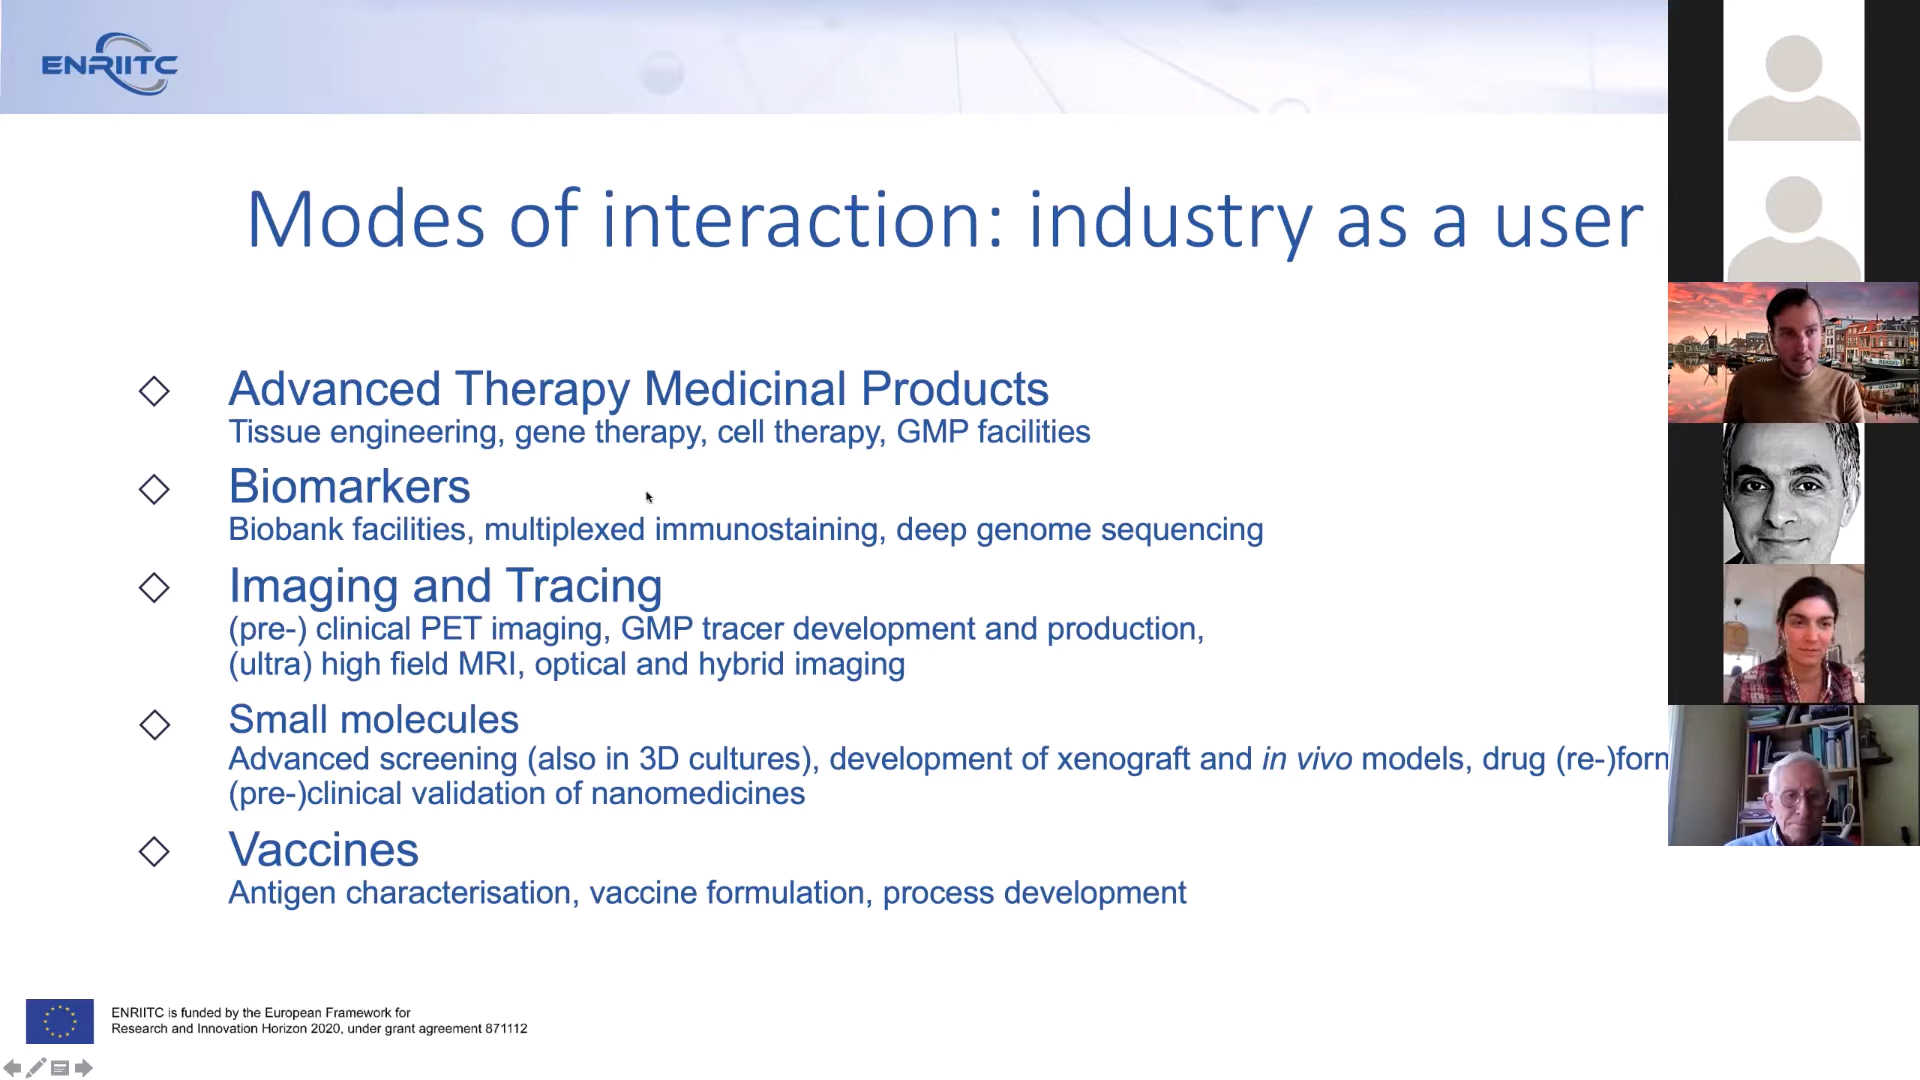 ENRIITC
Modes of interaction: industry as a user
Advanced Therapy Medicinal Products
Tissue engineering, gene therapy, cell therapy, GMP facilities
Biomarkers
Biobank facilities, multiplexed immunostaining, deep genome sequencing
Imaging and Tracing
(pre-) clinical PET imaging, GMP tracer development and production,
(ultra) high field MRI, optical and hybrid imaging
Small molecules
Advanced screening (also in 3D cultures), development of xenograft and in vivo models, drug (re-)form
(pre-)clinical validation of nanomedicines
Vaccines
Antigen characterisation, vaccine formulation, process development
ENRIITC is funded by the European Framework for
Research and Innovation Horizon 2020, under grant agreement 871112